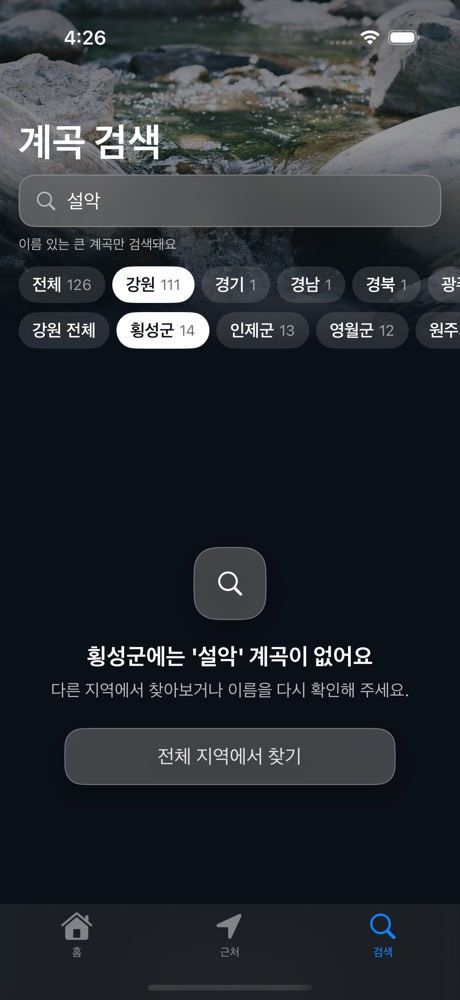 4:26
계곡 검색
설악
이름 있는 큰 계곡만 검색돼요
전체 126 강원 111 경기 1 경남 1 경북 1
강원 전체 횡성군 14 인제군 13 영월군 12 원주
횡성군에는 '설악' 계곡이 없어요
다른 지역에서 찾아보거나 이름을 다시 확인해 주세요.
전체 지역에서 찾기
홈 근처 검색